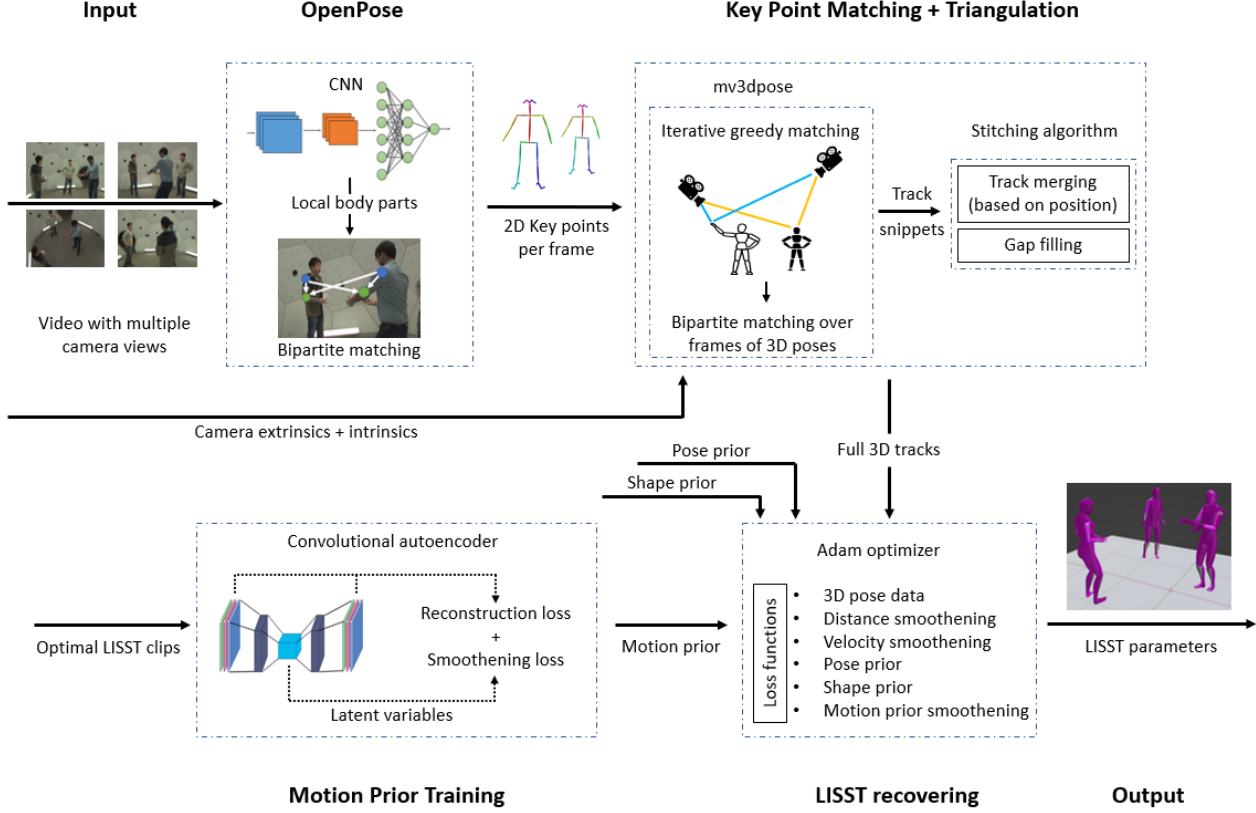 Input
OpenPose
Key Point Matching + Triangulation
CNN
Local body parts
Bipartite matching
Video with multiple
camera views
2D Key points
per frame
mv3dpose
Iterative greedy matching
Bipartite matching over
frames of 3D poses
Track
snippets
Stitching algorithm
Track merging
(based on position)
Gap filling
Camera extrinsics + intrinsics
Pose prior
Shape prior
Full 3D tracks
Convolutional autoencoder
Reconstruction loss
+
Smoothening loss
Latent variables
Optimal LISST clips
Motion prior
Adam optimizer
Loss functions
• 3D pose data
• Distance smoothening
• Velocity smoothening
• Pose prior
• Shape prior
• Motion prior smoothening
LISST parameters
Motion Prior Training
LISST recovering
Output